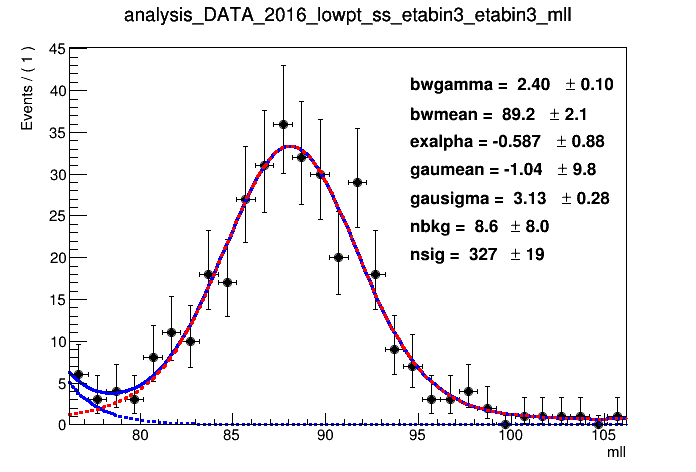 analysis_DATA_2016_lowpt_ss_etabin3_etabin3_mll
Events / ( 1 )
45
40
35
30
25
20
15
10
5
0
bwgamma = 2.40 ± 0.10
bwmean = 89.2 ± 2.1
exalpha = -0.587 ± 0.88
gaumean = -1.04 ± 9.8
gausigma = 3.13 ± 0.28
nbkg = 8.6 ± 8.0
nsig = 327 ± 19
80 85 90 95 100 105
mll